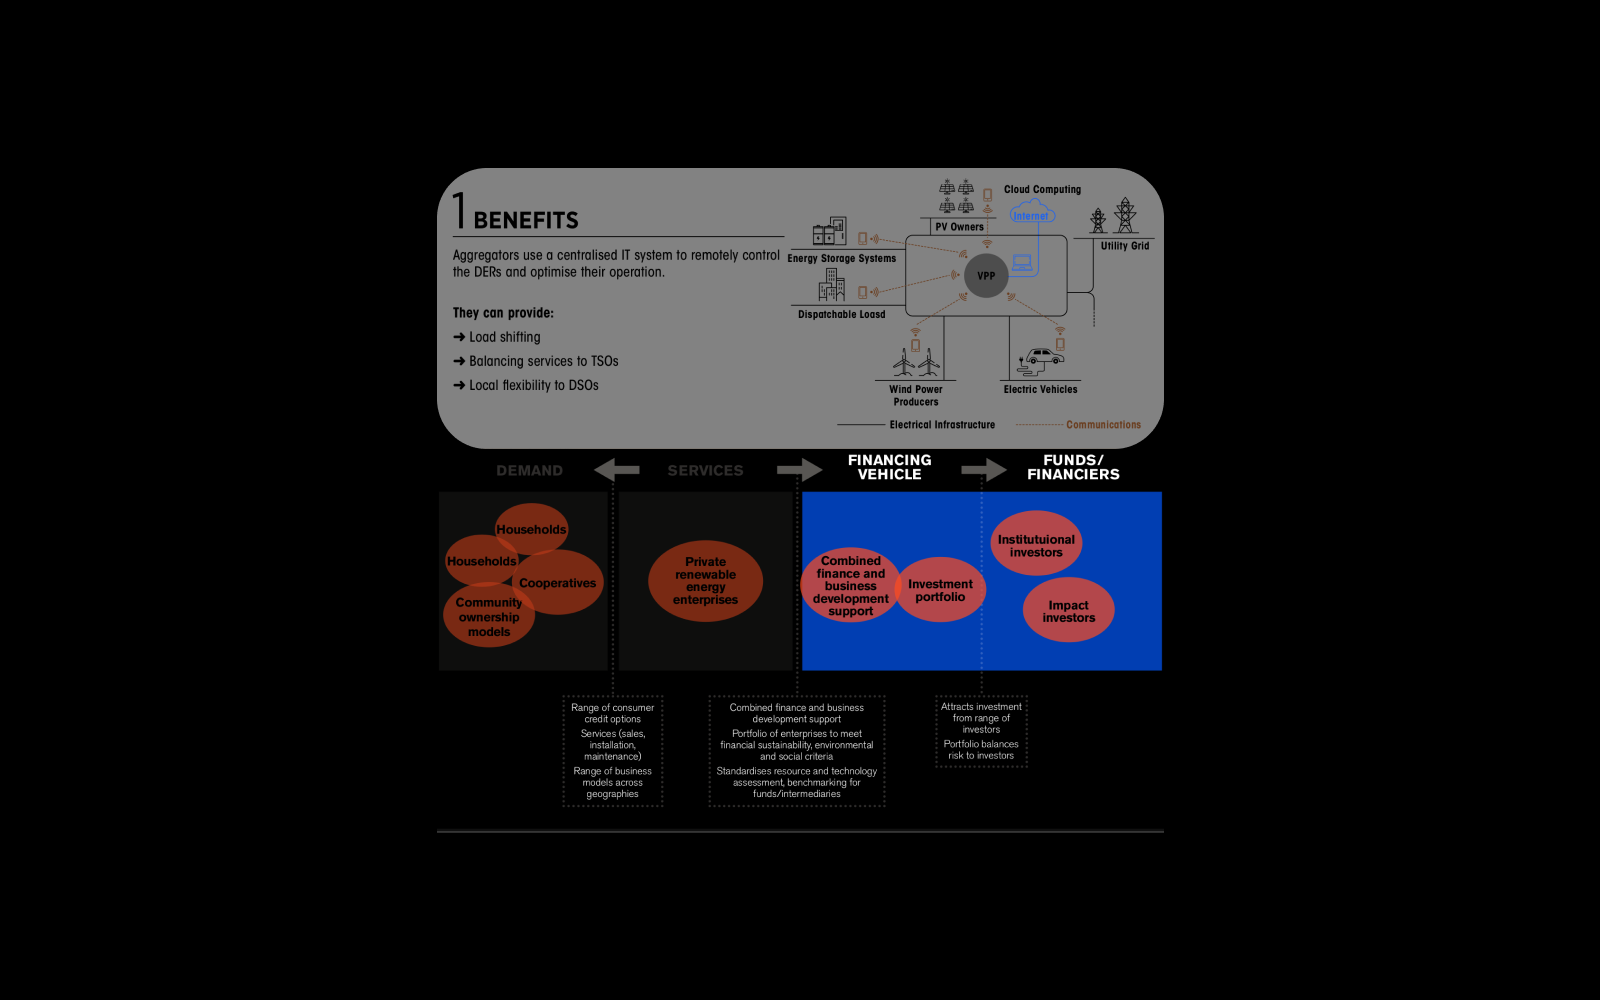 1 BENEFITS
Aggregators use a centralised IT system to remotely control
the DERs and optimise their operation.
They can provide:
➔ Load shifting
➔ Balancing services to TSOs
➔ Local flexibility to DSOs
Cloud Computing
Internet
PV Owners
Utility Grid
Energy Storage Systems
VPP
Dispatchable Loasd
Wind Power
Producers
Electric Vehicles
Electrical Infrastructure
Communications
DEMAND
SERVICES
FINANCING
VEHICLE
FUNDS/
FINANCIERS
Households
Households
Cooperatives
Community
ownership
models
Private
renewable
energy
enterprises
Combined
finance and
business
development
support
Investment
portfolio
Institutuional
investors
Impact
investors
Range of consumer
credit options
Services (sales,
installation,
maintenance)
Range of business
models across
geographies
Combined finance and business
development support
Portfolio of enterprises to meet
financial sustainability, environmental
and social criteria
Standardises resource and technology
assessment, benchmarking for
funds/intermediaries
Attracts investment
from range of
investors
Portfolio balances
risk to investors